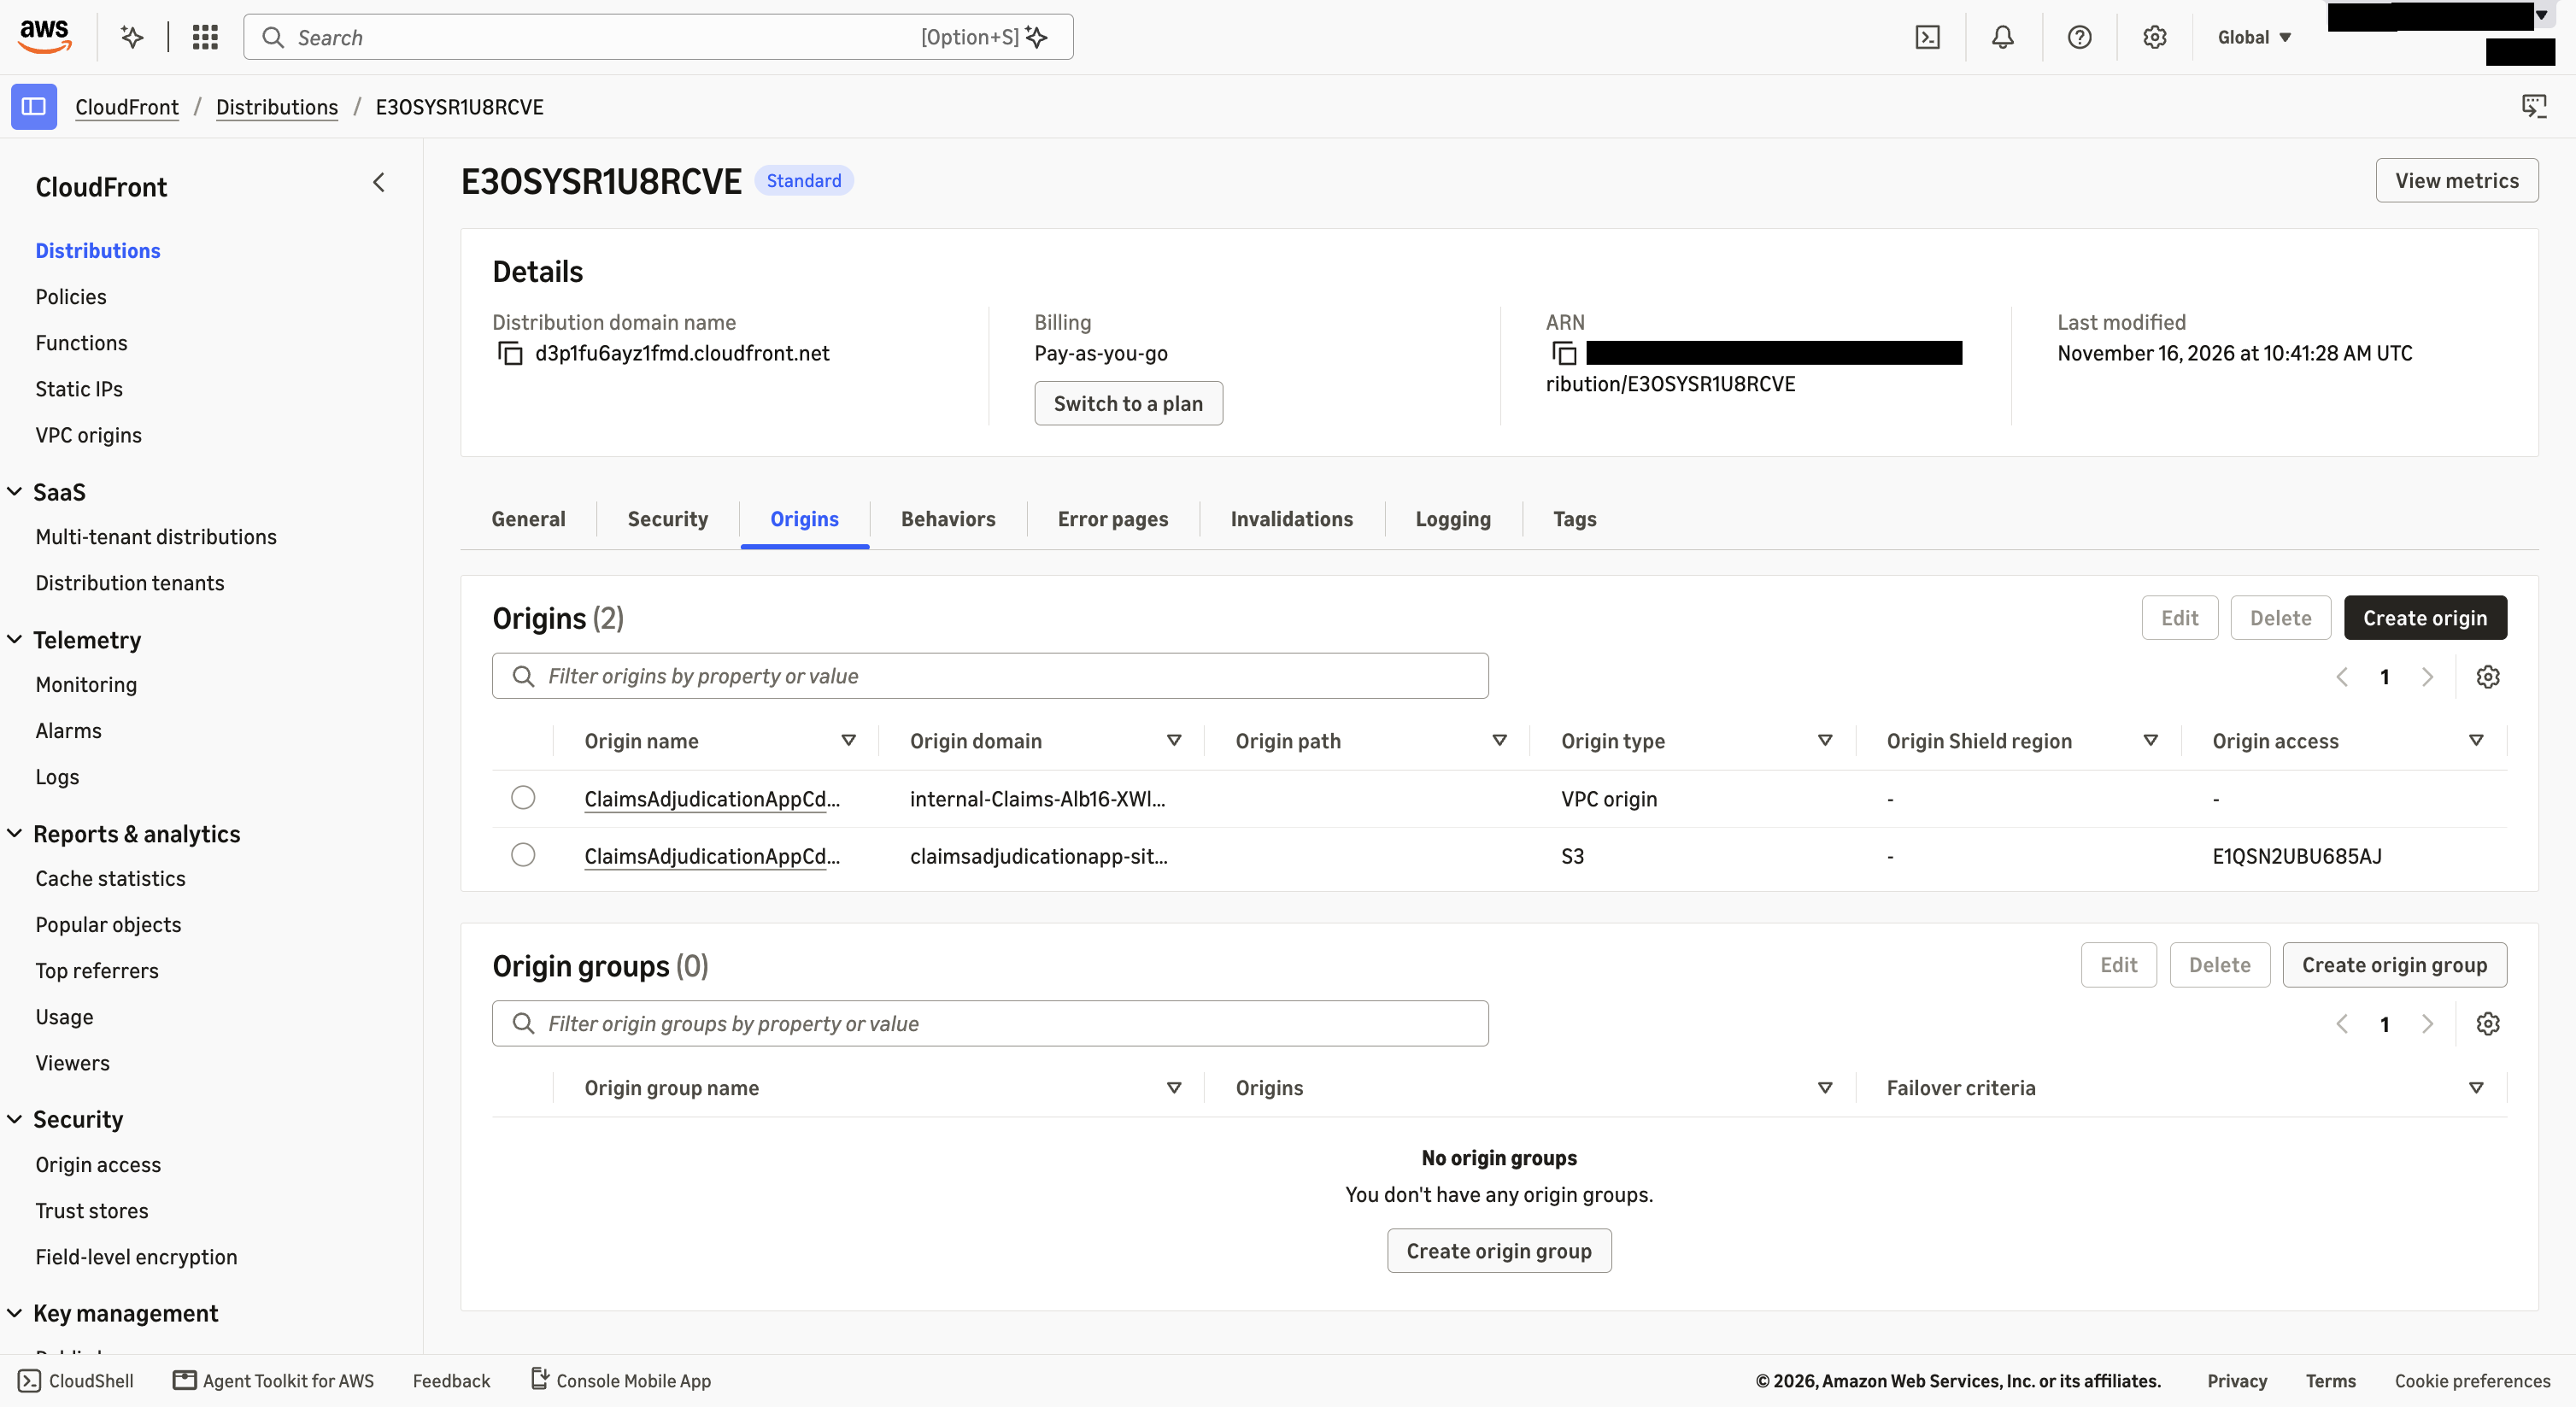 aws
Search [Option+S]
Global
CloudFront / Distributions / E3OSYSR1U8RCVE
CloudFront
Distributions
Policies
Functions
Static IPs
VPC origins
SaaS
Multi-tenant distributions
Distribution tenants
Telemetry
Monitoring
Alarms
Logs
Reports & analytics
Cache statistics
Popular objects
Top referrers
Usage
Viewers
Security
Origin access
Trust stores
Field-level encryption
Key management
E3OSYSR1U8RCVE Standard
View metrics
Details
Distribution domain name
d3p1fu6ayz1fmd.cloudfront.net
Billing
Pay-as-you-go
Switch to a plan
ARN
ribution/E3OSYSR1U8RCVE
Last modified
November 16, 2026 at 10:41:28 AM UTC
General Security Origins Behaviors Error pages Invalidations Logging Tags
Origins (2)
Edit Delete Create origin
Filter origins by property or value
1
Origin name Origin domain Origin path Origin type Origin Shield region Origin access
ClaimsAdjudicationAppCd... internal-Claims-Alb16-XWl... VPC origin - -
ClaimsAdjudicationAppCd... claimsadjudicationapp-sit... S3 - E1QSN2UBU685AJ
Origin groups (0)
Edit Delete Create origin group
Filter origin groups by property or value
1
Origin group name Origins Failover criteria
No origin groups
You don't have any origin groups.
Create origin group
CloudShell Agent Toolkit for AWS Feedback Console Mobile App
© 2026, Amazon Web Services, Inc. or its affiliates. Privacy Terms Cookie preferences